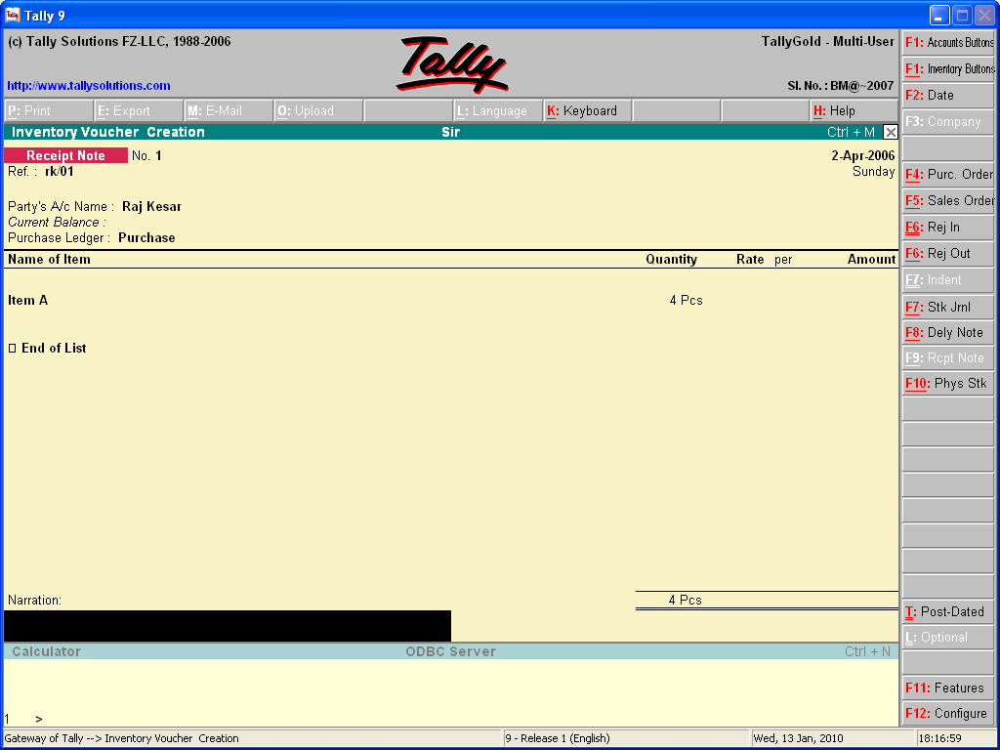 Tally 9
(c) Tally Solutions FZ-LLC, 1988-2006
Tally
TallyGold - Multi-User
http://www.tallysolutions.com
Sl. No. : BM@~2007
P: Print E: Export M: E-Mail O: Upload L: Language K: Keyboard H: Help
Inventory Voucher Creation Sir Ctrl + M
Receipt Note No. 1 2-Apr-2006
Ref. : rk/01 Sunday
Party's A/c Name : Raj Kesar
Current Balance :
Purchase Ledger : Purchase
Name of Item Quantity Rate per Amount
Item A 4 Pcs
End of List
Narration: 4 Pcs
Calculator ODBC Server Ctrl + N
1 >
F1: Accounts Buttons
F1: Inventory Buttons
F2: Date
F3: Company
F4: Purc. Order
F5: Sales Order
F6: Rej In
F6: Rej Out
F7: Indent
F7: Stk Jrnl
F8: Dely Note
F9: Rcpt Note
F10: Phys Stk
T: Post-Dated
L: Optional
F11: Features
F12: Configure
Gateway of Tally --> Inventory Voucher Creation 9 - Release 1 (English) Wed, 13 Jan, 2010 18:16:59